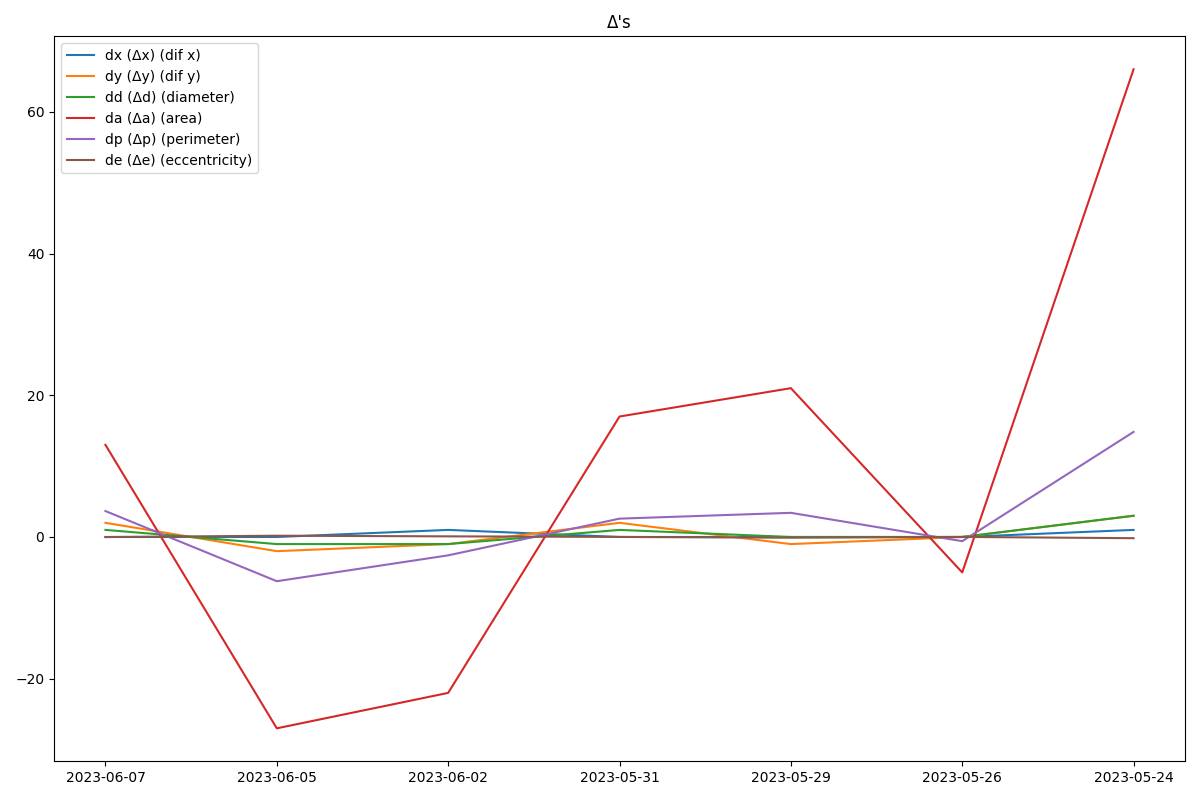 Δ's
dx (Δx) (dif x)
dy (Δy) (dif y)
dd (Δd) (diameter)
da (Δa) (area)
dp (Δp) (perimeter)
de (Δe) (eccentricity)
60
40
20
0
−20
2023-06-07 2023-06-05 2023-06-02 2023-05-31 2023-05-29 2023-05-26 2023-05-24